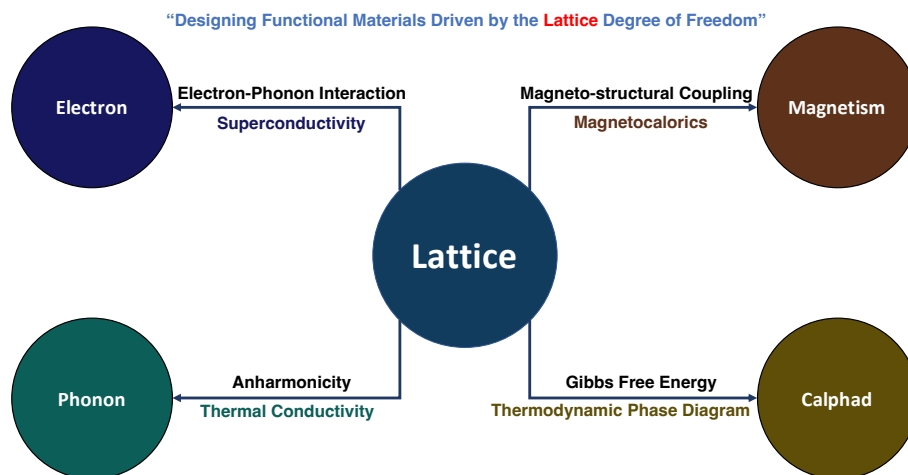 “Designing Functional Materials Driven by the Lattice Degree of Freedom”
Electron
Electron-Phonon Interaction
Superconductivity
Magneto-structural Coupling
Magnetocalorics
Magnetism
Lattice
Phonon
Anharmonicity
Thermal Conductivity
Gibbs Free Energy
Thermodynamic Phase Diagram
Calphad